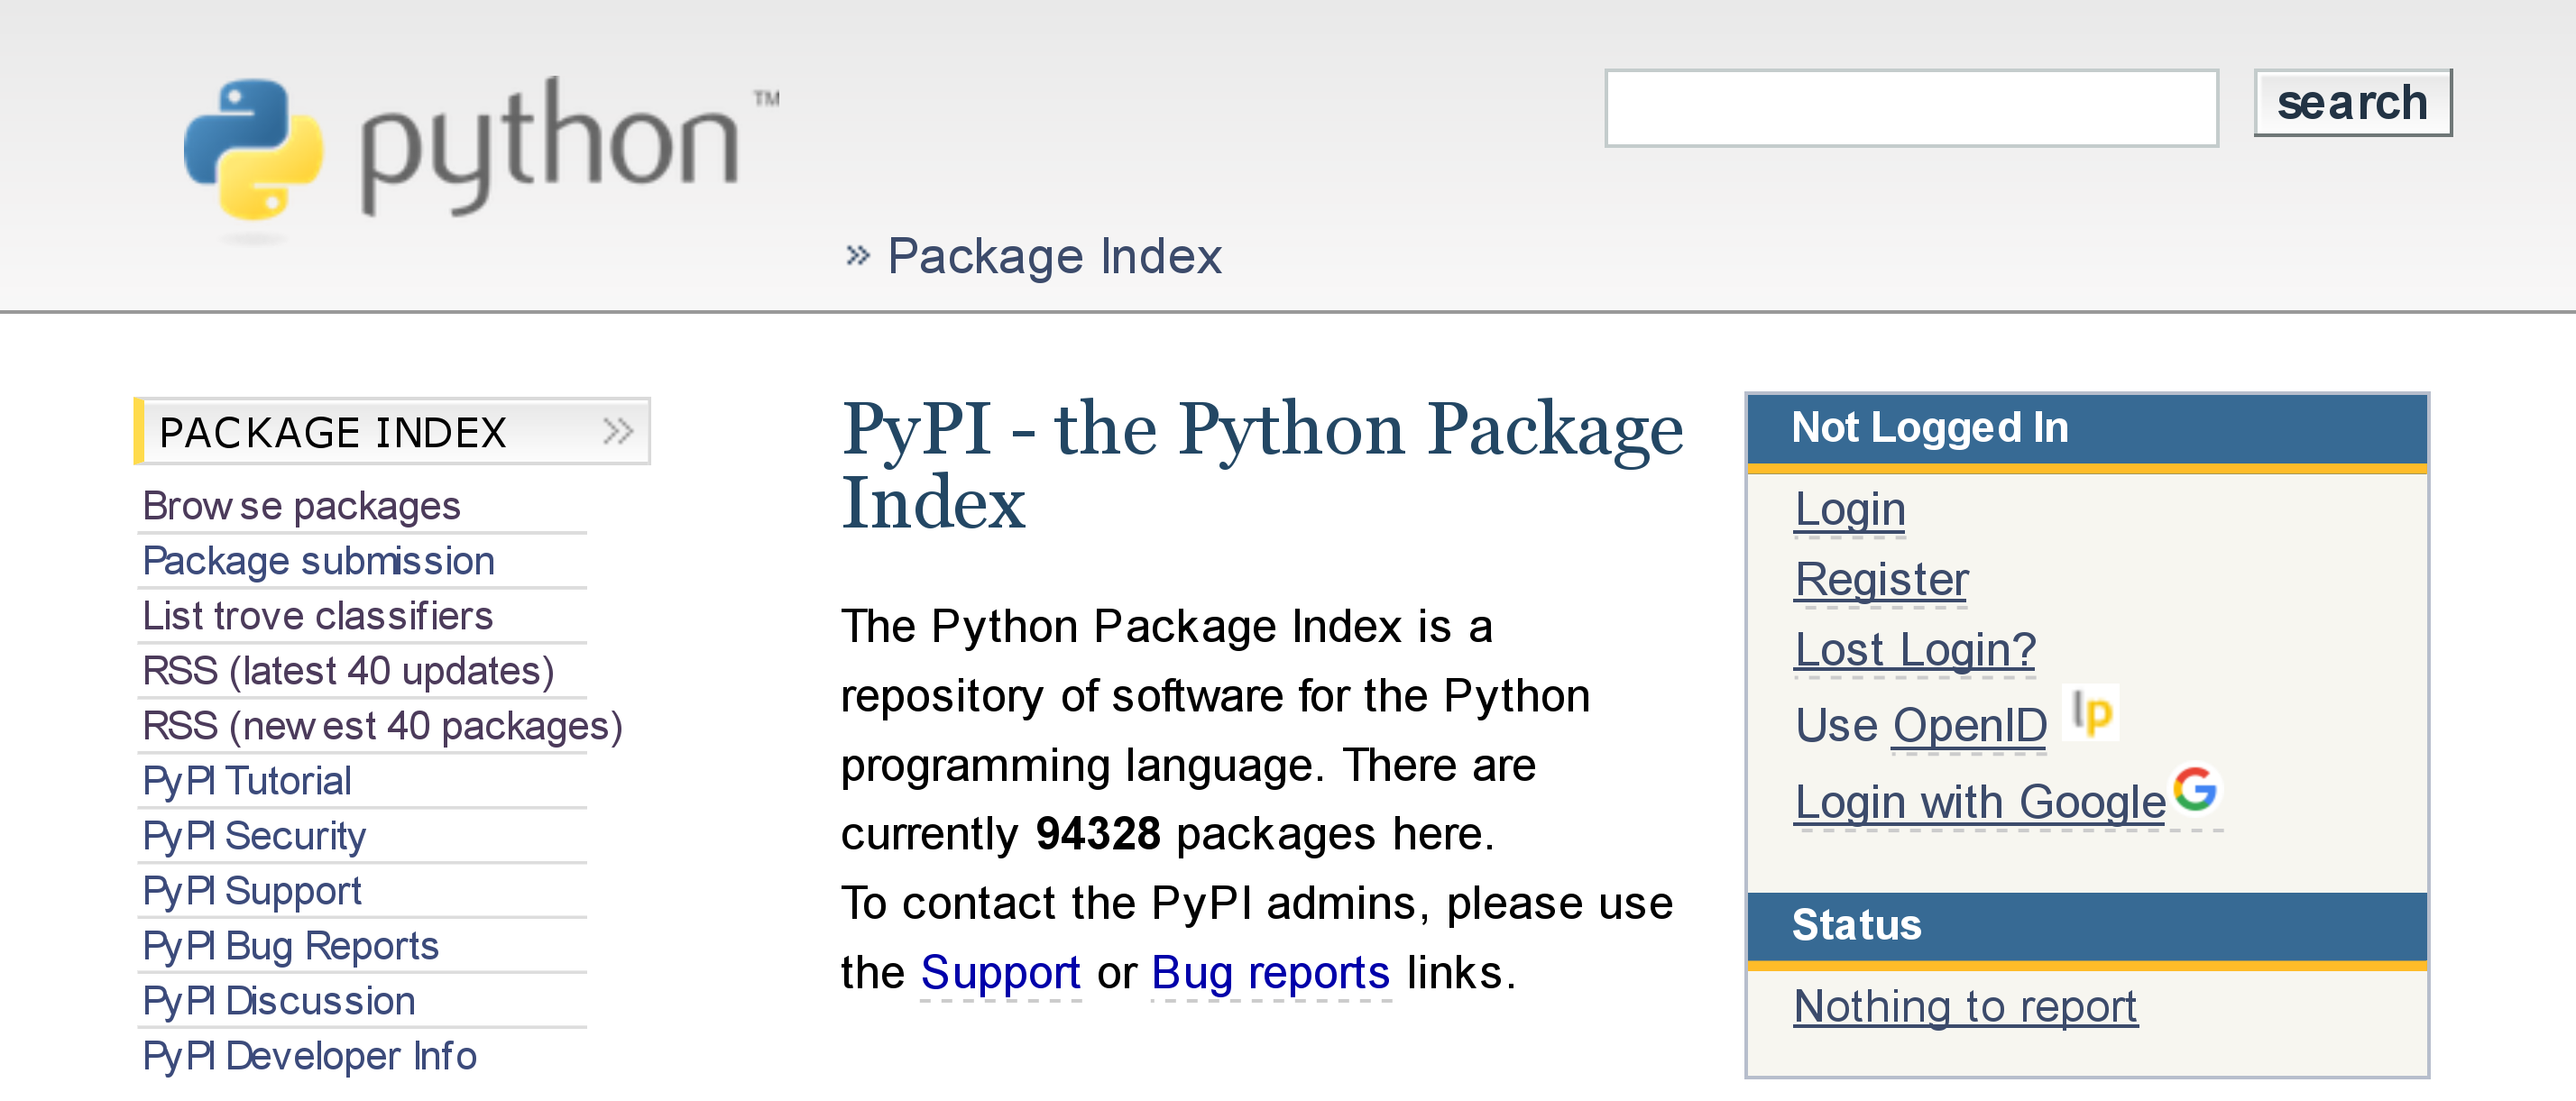 python™
search
» Package Index
PACKAGE INDEX »
Browse packages
Package submission
List trove classifiers
RSS (latest 40 updates)
RSS (newest 40 packages)
PyPI Tutorial
PyPI Security
PyPI Support
PyPI Bug Reports
PyPI Discussion
PyPI Developer Info
PyPI - the Python Package
Index
The Python Package Index is a
repository of software for the Python
programming language. There are
currently 94328 packages here.
To contact the PyPI admins, please use
the Support or Bug reports links.
Not Logged In
Login
Register
Lost Login?
Use OpenID lp
Login with Google G
Status
Nothing to report